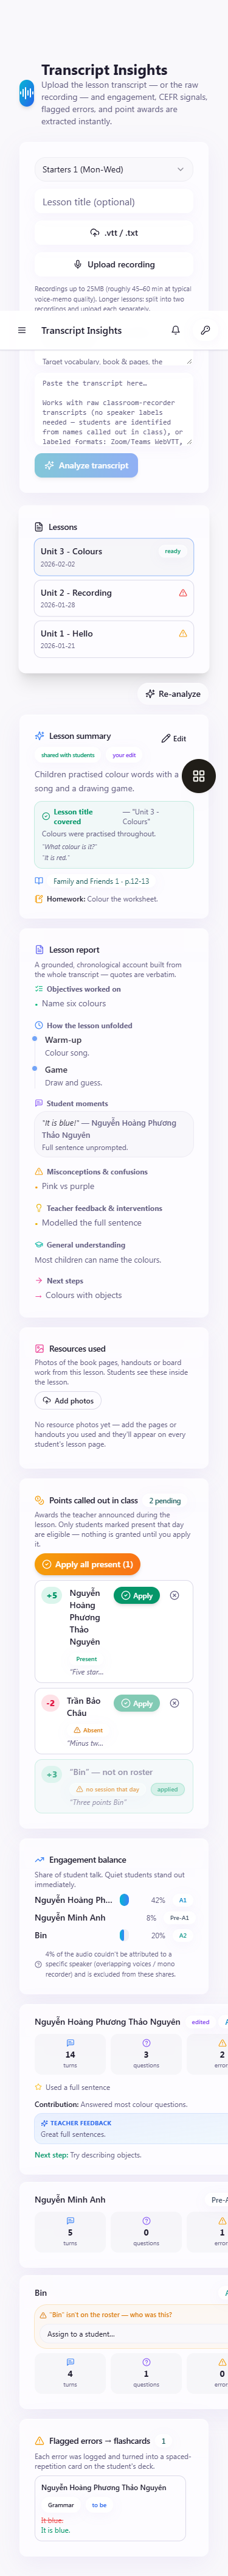 Transcript Insights
Upload the lesson transcript — or the raw
recording — and engagement, CEFR signals,
flagged errors, and point awards are
extracted instantly.
Starters 1 (Mon-Wed)
Lesson title (optional)
.vtt / .txt
Upload recording
Recordings up to 25MB (roughly 45–60 min at typical
voice-memo quality). Longer lessons: split into two
recordings and upload each separately.
Transcript Insights
Target vocabulary, book & pages, the
Paste the transcript here…
Works with raw classroom-recorder
transcripts (no speaker labels
needed — students are identified
from names called out in class), or
labeled formats: Zoom/Teams WebVTT,
Analyze transcript
Lessons
Unit 3 - Colours
ready
2026-02-02
Unit 2 - Recording
2026-01-28
Unit 1 - Hello
2026-01-21
Re-analyze
Lesson summary
Edit
shared with students
your edit
Children practised colour words with a
song and a drawing game.
Lesson title covered — "Unit 3 - Colours"
Colours were practised throughout.
"What colour is it?"
"It is red."
Family and Friends 1 · p.12-13
Homework: Colour the worksheet.
Lesson report
A grounded, chronological account built from
the whole transcript — quotes are verbatim.
Objectives worked on
Name six colours
How the lesson unfolded
Warm-up
Colour song.
Game
Draw and guess.
Student moments
"It is blue!" — Nguyễn Hoàng Phương
Thảo Nguyên
Full sentence unprompted.
Misconceptions & confusions
Pink vs purple
Teacher feedback & interventions
Modelled the full sentence
General understanding
Most children can name the colours.
Next steps
→ Colours with objects
Resources used
Photos of the book pages, handouts or board
work from this lesson. Students see these inside
the lesson.
Add photos
No resource photos yet — add the pages or
handouts you used and they'll appear on every
student's lesson page.
Points called out in class
2 pending
Awards the teacher announced during the
lesson. Only students marked present that day
are eligible — nothing is granted until you apply
it.
Apply all present (1)
+5
Nguyễn
Hoàng
Phương
Thảo
Nguyên
Apply
Present
"Five star…
-2
Trần Bảo
Châu
Apply
Absent
"Minus tw…
+3
"Bin" — not on roster
no session that day
applied
"Three points Bin"
Engagement balance
Share of student talk. Quiet students stand out
immediately.
Nguyễn Hoàng Ph…
42%
A1
Nguyễn Minh Anh
8%
Pre-A1
Bin
20%
A2
4% of the audio couldn't be attributed to a
specific speaker (overlapping voices / mono
recorder) and is excluded from these shares.
Nguyễn Hoàng Phương Thảo Nguyên
edited
14
3
2
turns
questions
error
Used a full sentence
Contribution: Answered most colour questions.
TEACHER FEEDBACK
Great full sentences.
Next step: Try describing objects.
Nguyễn Minh Anh
Pre-A
5
0
1
turns
questions
error
Bin
"Bin" isn't on the roster — who was this?
Assign to a student…
4
1
0
turns
questions
error
Flagged errors → flashcards
1
Each error was logged and turned into a spaced-
repetition card on the student's deck.
Nguyễn Hoàng Phương Thảo Nguyên
Grammar
to be
It blue.
It is blue.